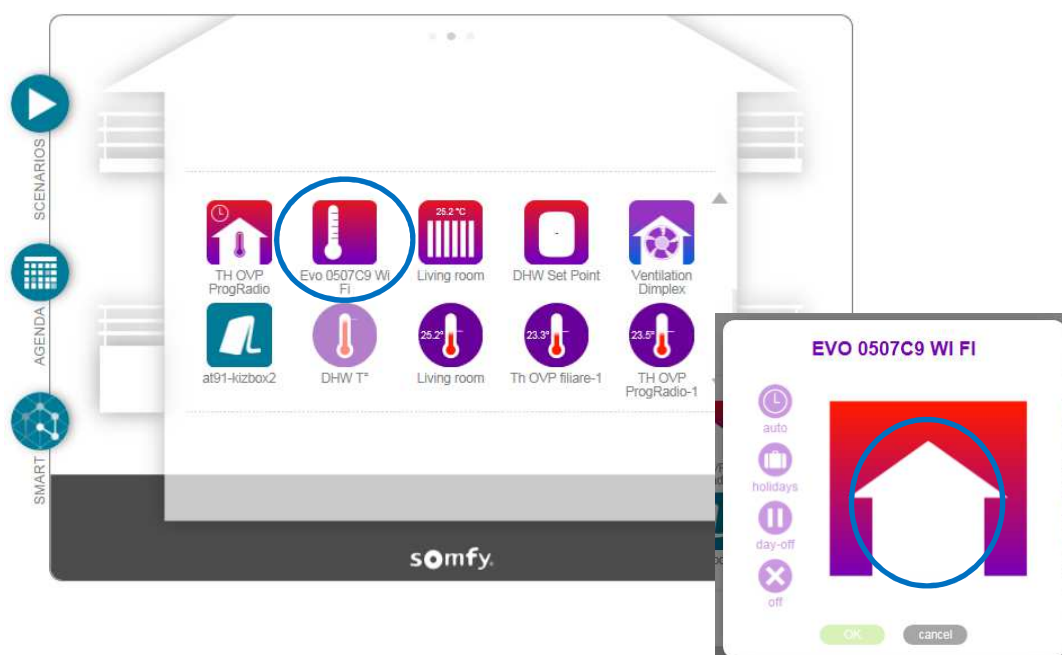 SCENARIOS
AGENDA
SMART
25.2 °C
TH OVP
ProgRadio
Evo 0507C9 Wi
Fi
Living room
DHW Set Point
Ventilation
Dimplex
25.2°
23.3°
23.5°
at91-kizbox2
DHW T°
Living room
Th OVP filiare-1
TH OVP
ProgRadio-1
somfy.
EVO 0507C9 WI FI
auto
holidays
day-off
off
OK
cancel